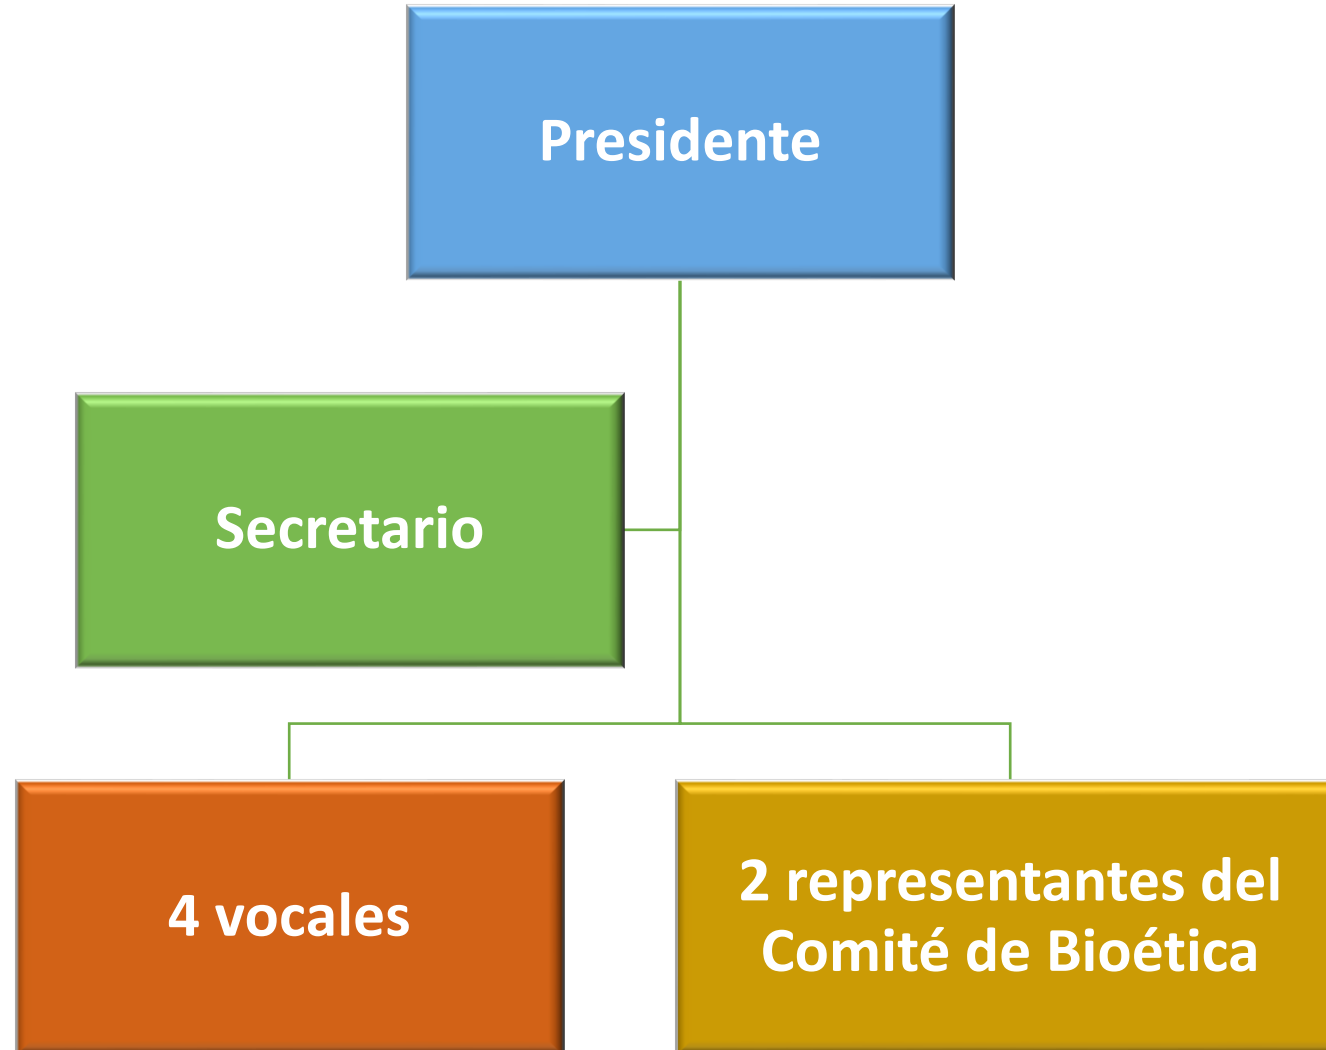 Presidente
Secretario
4 vocales
2 representantes del
Comité de Bioética